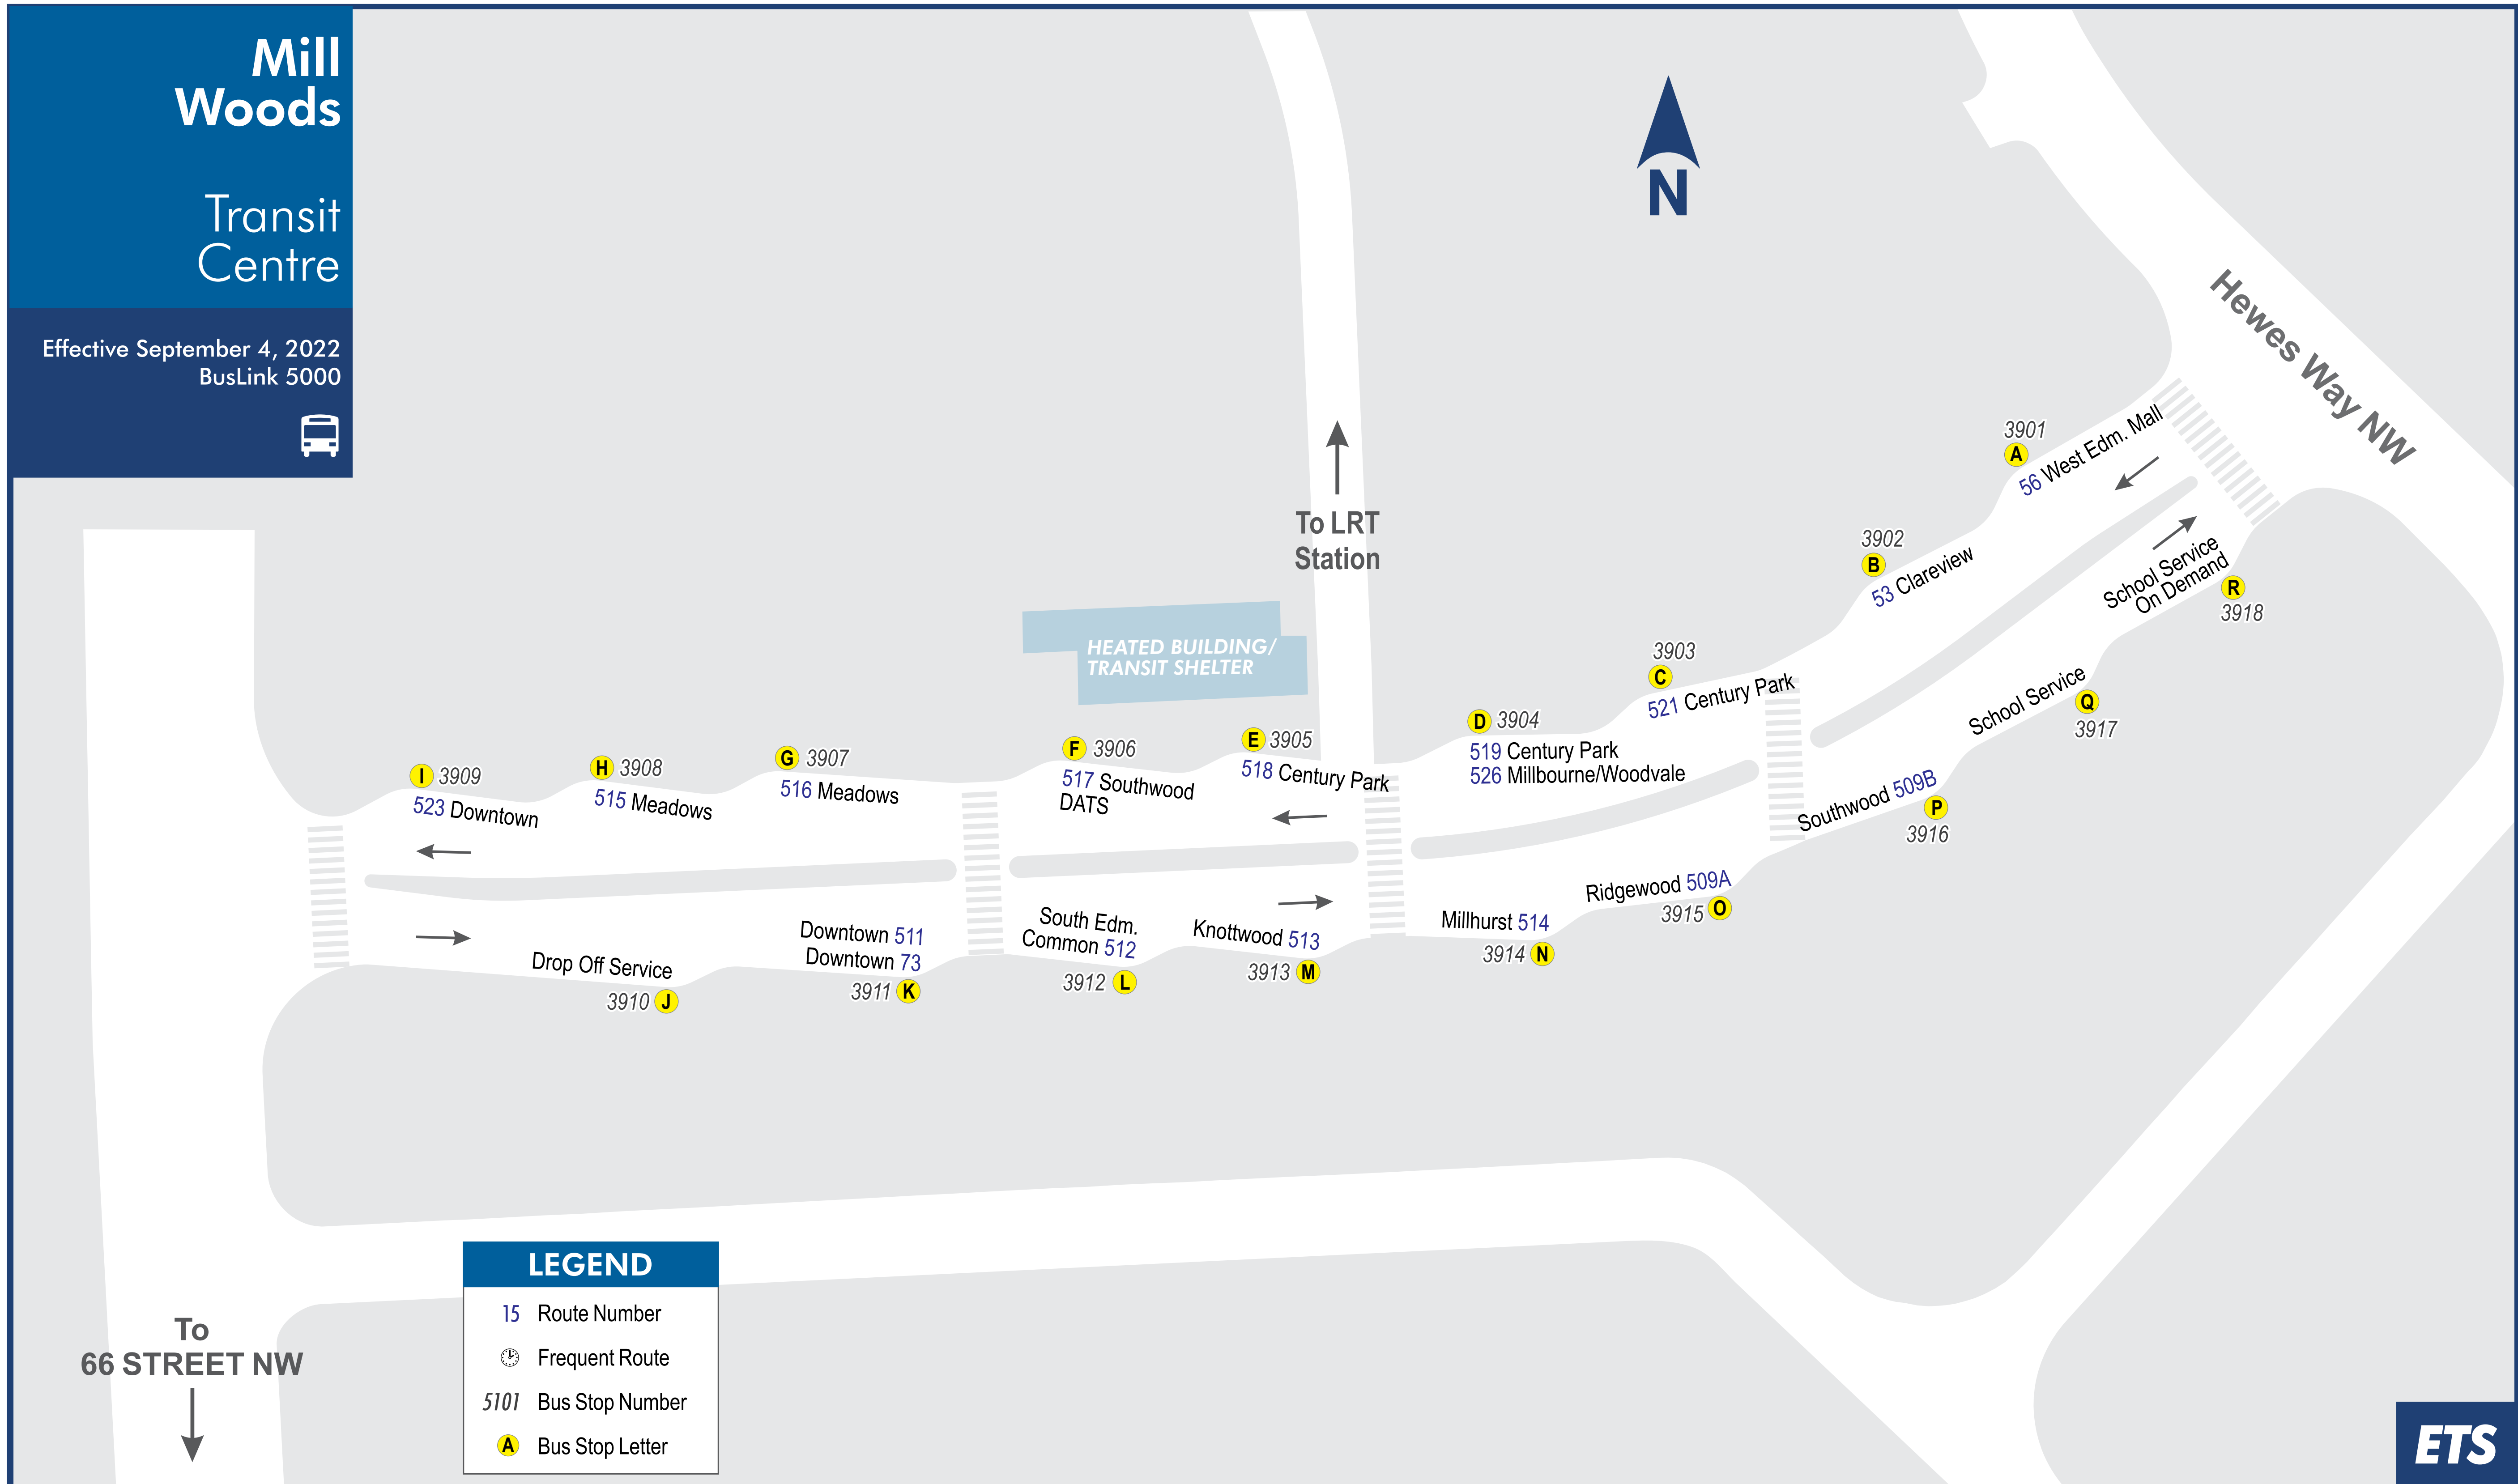 Mill
Woods
Transit
Centre
Effective September 4, 2022
BusLink 5000
N
Hewes Way NW
To LRT
Station
HEATED BUILDING/
TRANSIT SHELTER
3901
A
56 West Edm. Mall
3902
B
53 Clareview
3903
C
521 Century Park
D 3904
519 Century Park
526 Millbourne/Woodvale
E 3905
518 Century Park
F 3906
517 Southwood
DATS
G 3907
516 Meadows
H 3908
515 Meadows
I 3909
523 Downtown
Drop Off Service
3910 J
Downtown 511
Downtown 73
3911 K
South Edm.
Common 512
3912 L
Knottwood 513
3913 M
Millhurst 514
3914 N
Ridgewood 509A
3915 O
Southwood 509B
P
3916
School Service
Q
3917
School Service
On Demand
R
3918
To
66 STREET NW
LEGEND
15 Route Number
Frequent Route
5101 Bus Stop Number
A Bus Stop Letter
ETS